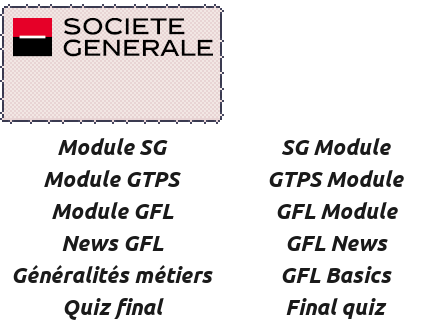 SOCIETE
GENERALE
Module SG SG Module
Module GTPS GTPS Module
Module GFL GFL Module
News GFL GFL News
Généralités métiers GFL Basics
Quiz final Final quiz